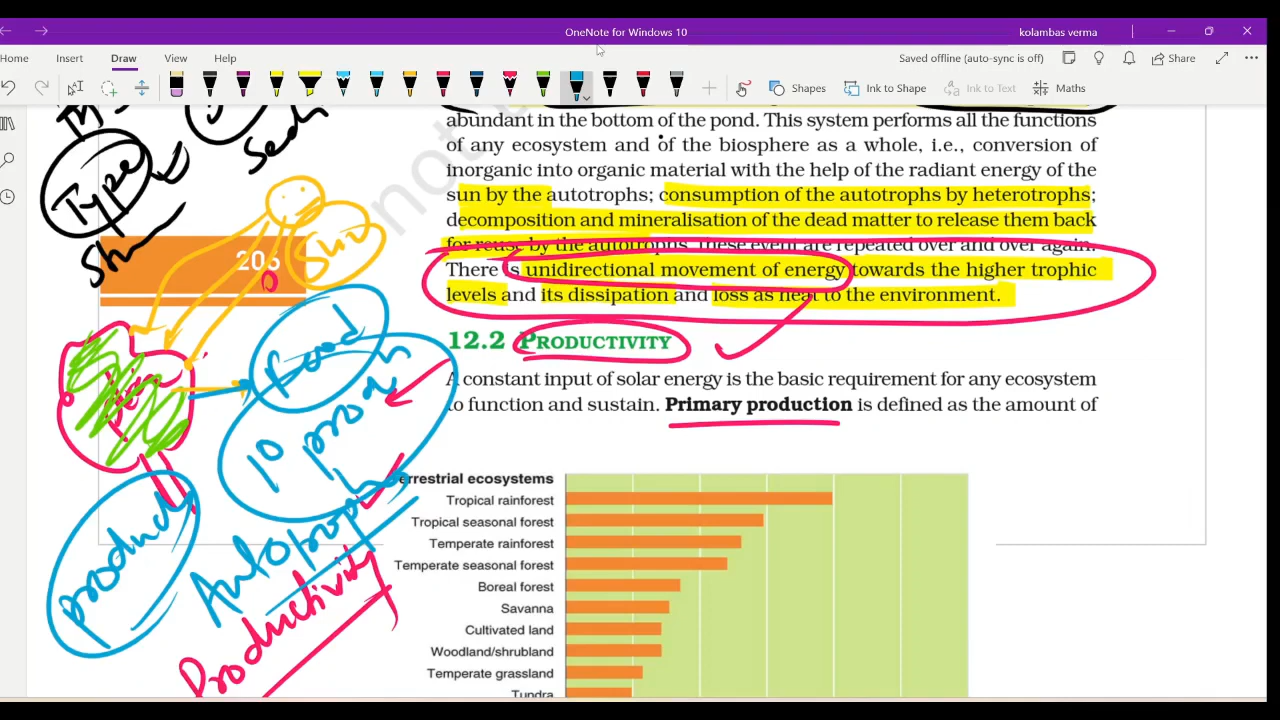 OneNote for Windows 10
kolambas verma
Home Insert Draw View Help
Saved offline (auto-sync is off) Share
Shapes Ink to Shape Ink to Text Maths
Type
Sun
206
food
10 prod
product
Autotroph
Productivity
not
abundant in the bottom of the pond. This system performs all the functions
of any ecosystem and of the biosphere as a whole, i.e., conversion of
inorganic into organic material with the help of the radiant energy of the
sun by the autotrophs; consumption of the autotrophs by heterotrophs;
decomposition and mineralisation of the dead matter to release them back
for reuse by the autotrophs, these event are repeated over and over again.
There is unidirectional movement of energy towards the higher trophic
levels and its dissipation and loss as heat to the environment.
12.2 PRODUCTIVITY
A constant input of solar energy is the basic requirement for any ecosystem
to function and sustain. Primary production is defined as the amount of
errestrial ecosystems
Tropical rainforest
Tropical seasonal forest
Temperate rainforest
Temperate seasonal forest
Boreal forest
Savanna
Cultivated land
Woodland/shrubland
Temperate grassland
Tundra